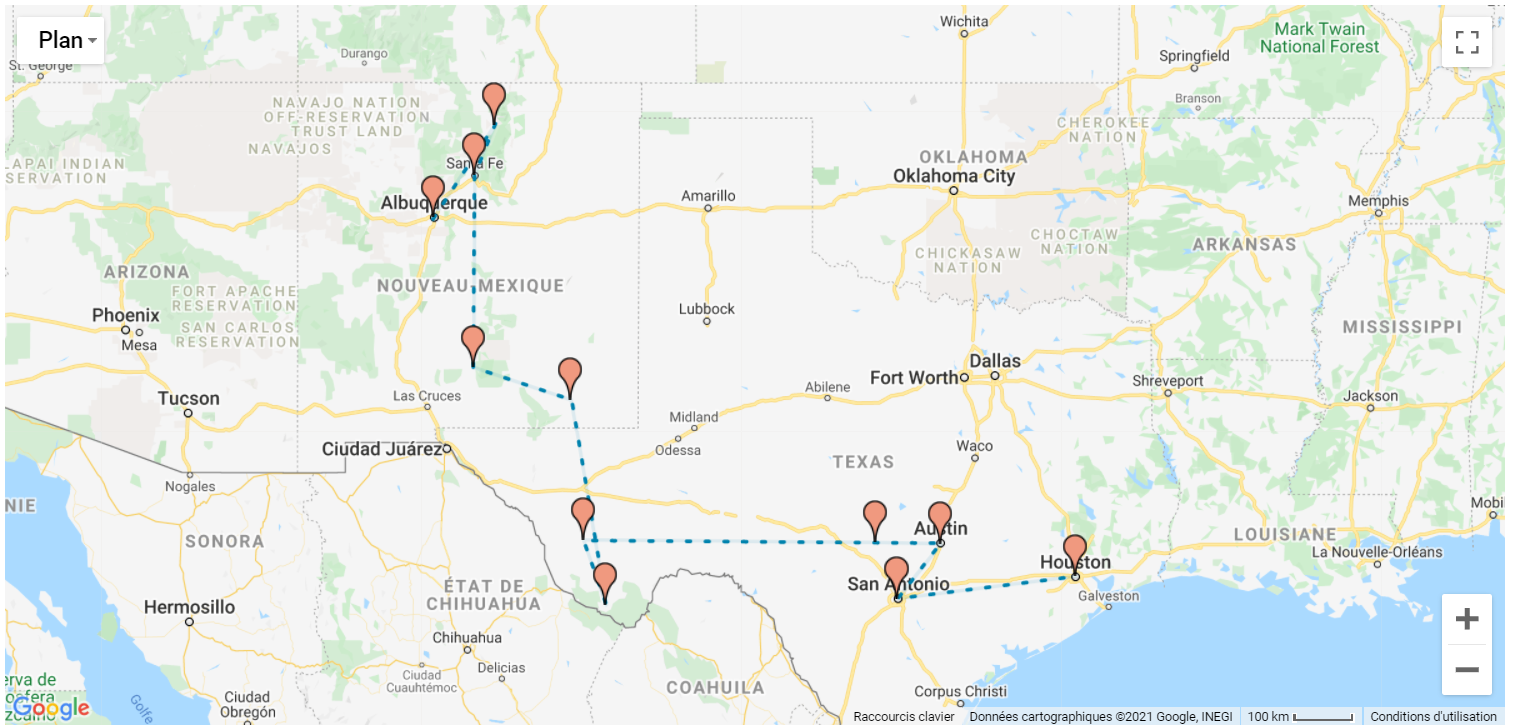 Plan
Wichita
Mark Twain
National Forest
Durango
Springfield
St. George
Branson
NAVAJO NATION
OFF-RESERVATION
TRUST LAND
NAVAJOS
CHEROKEE
NATION
LAPAI INDIAN
SERVATION
Santa Fe
OKLAHOMA
Oklahoma City
Albuquerque
Amarillo
Memphis
CHOCTAW
NATION
ARKANSAS
CHICKASAW
NATION
ARIZONA
NOUVEAU-MEXIQUE
FORT APACHE
RESERVATION
Phoenix
Mesa
SAN CARLOS
RESERVATION
Lubbock
MISSISSIPPI
Dallas
Fort Worth
Abilene
Shreveport
Tucson
Las Cruces
Jackson
Midland
Odessa
Ciudad Juárez
Waco
TEXAS
Nogales
NIE
Mobi
SONORA
Austin
LOUISIANE
La Nouvelle-Orléans
Houston
San Antonio
ÉTAT DE
CHIHUAHUA
Galveston
Hermosillo
Chihuahua
Ciudad
Cuauhtémoc
Delicias
COAHUILA
Corpus Christi
erva de
osfera
Golfe
Ciudad
Obregón
Google
Raccourcis clavier
Données cartographiques ©2021 Google, INEGI
100 km
Conditions d'utilisation